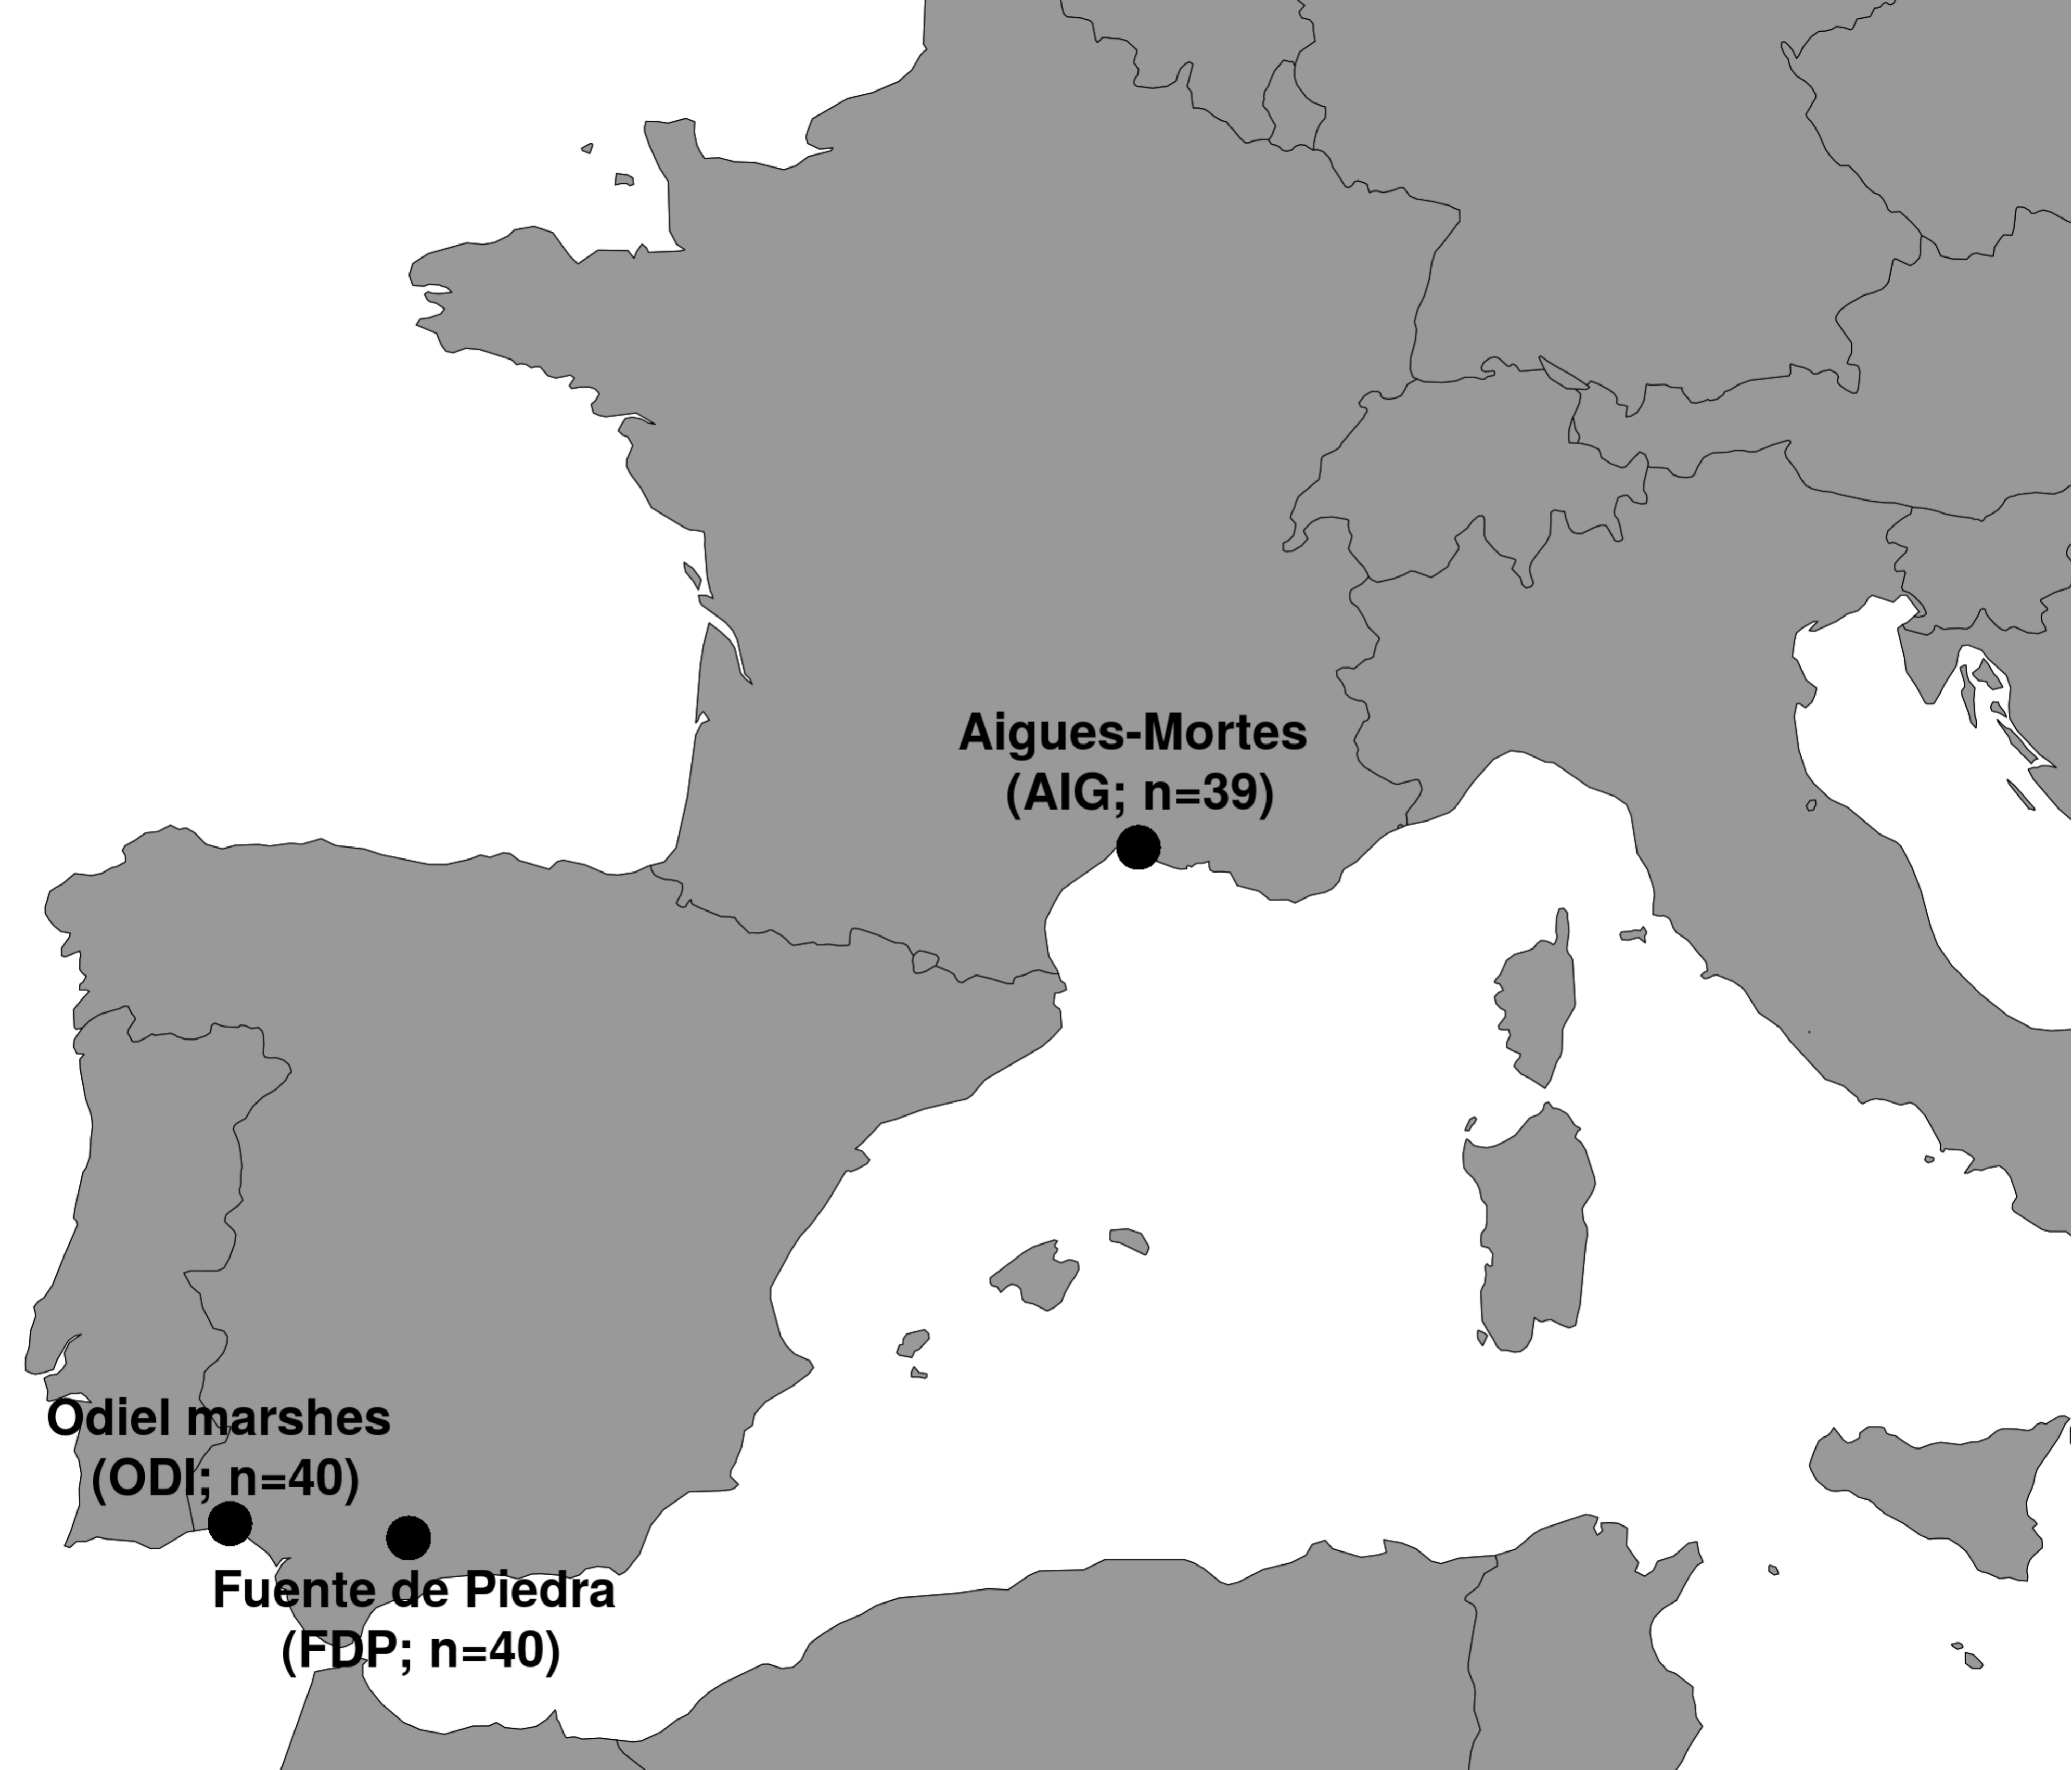 Aigues-Mortes
(AIG; n=39)
Odiel marshes
(ODI; n=40)
Fuente de Piedra
(FDP; n=40)